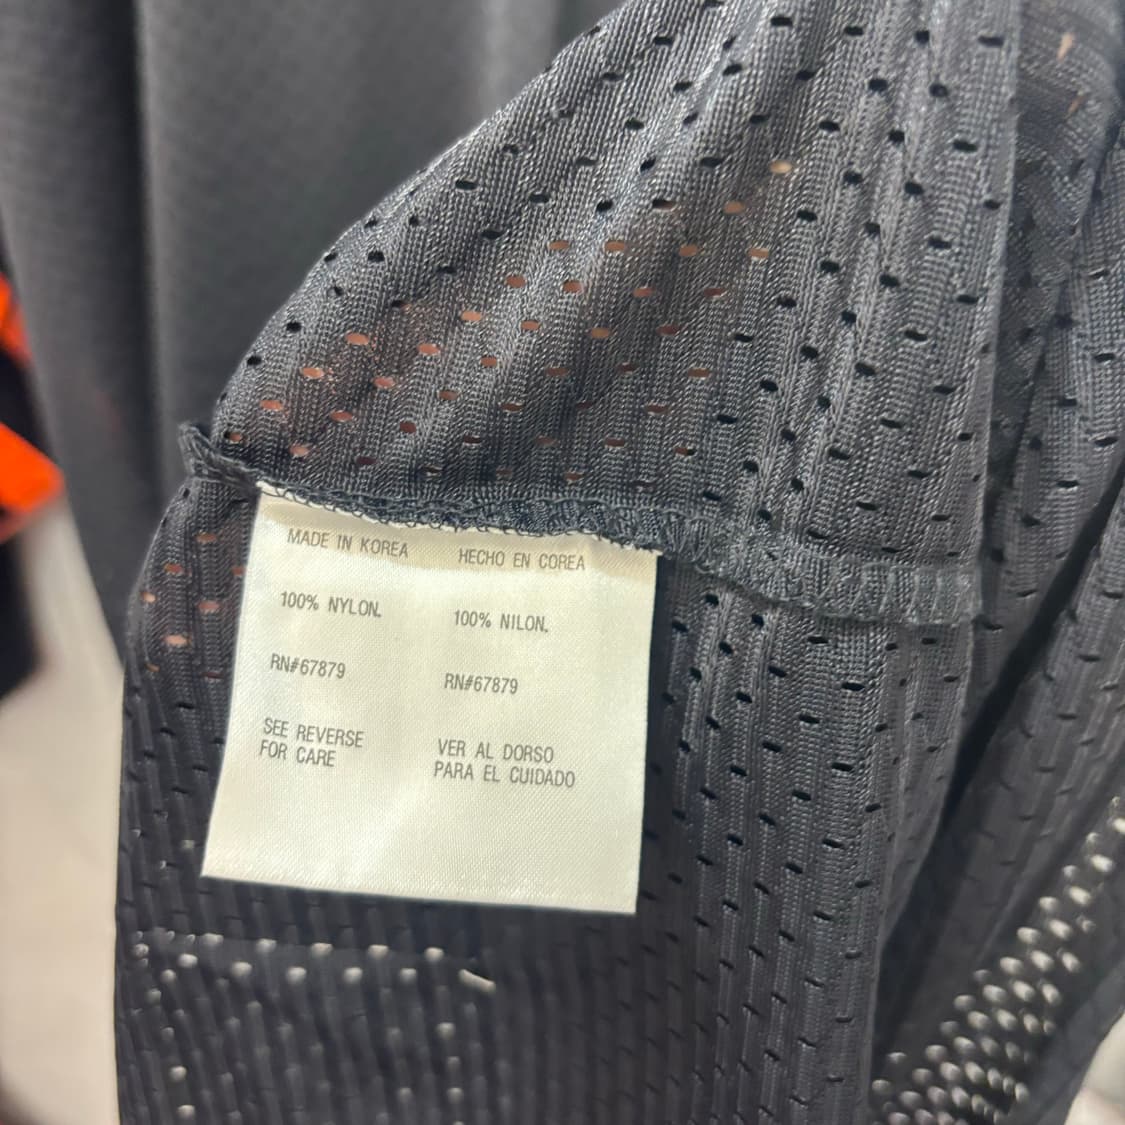 MADE IN KOREA
100% NYLON.
RN#67879
SEE REVERSE
FOR CARE
HECHO EN COREA
100% NILON.
RN#67879
VER AL DORSO
PARA EL CUIDADO